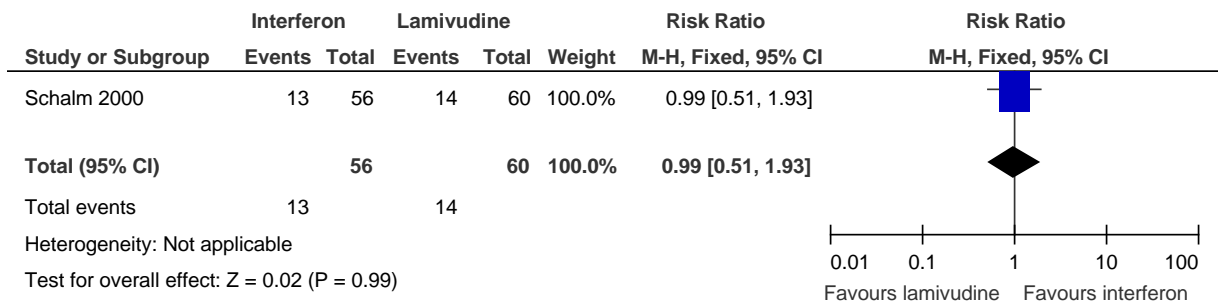 Interferon Lamivudine Risk Ratio Risk Ratio
Study or Subgroup Events Total Events Total Weight M-H, Fixed, 95% CI M-H, Fixed, 95% CI
Schalm 2000 13 56 14 60 100.0% 0.99 [0.51, 1.93]
Total (95% CI) 56 60 100.0% 0.99 [0.51, 1.93]
Total events 13 14
Heterogeneity: Not applicable
Test for overall effect: Z = 0.02 (P = 0.99)
0.01 0.1 1 10 100
Favours lamivudine Favours interferon